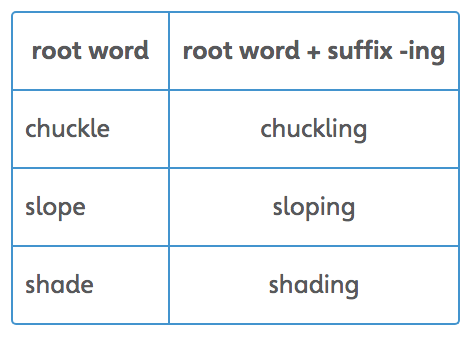 root word root word + suffix -ing
chuckle chuckling
slope sloping
shade shading